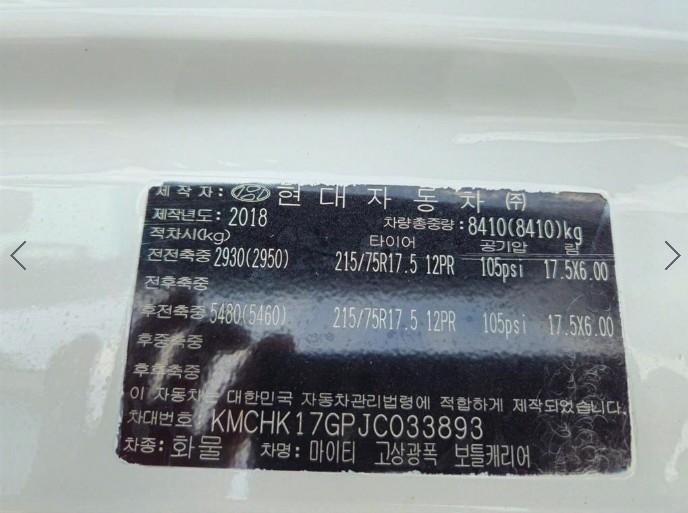 제작자: 현대자동차㈜
제작년도: 2018 차량총중량: 8410(8410)kg
적차시(kg) 타이어 공기압 림
전전축중 2930(2950) 215/75R17.5 12PR 105psi 17.5X6.00
전후축중
후전축중 5480(5460) 215/75R17.5 12PR 105psi 17.5X6.00
후중축중
후후축중
이 자동차는 대한민국 자동차관리법령에 적합하게 제작되었습니다.
차대번호: KMCHK17GPJC033893
차종: 화물 차명: 마이티 고상광폭 보틀캐리어